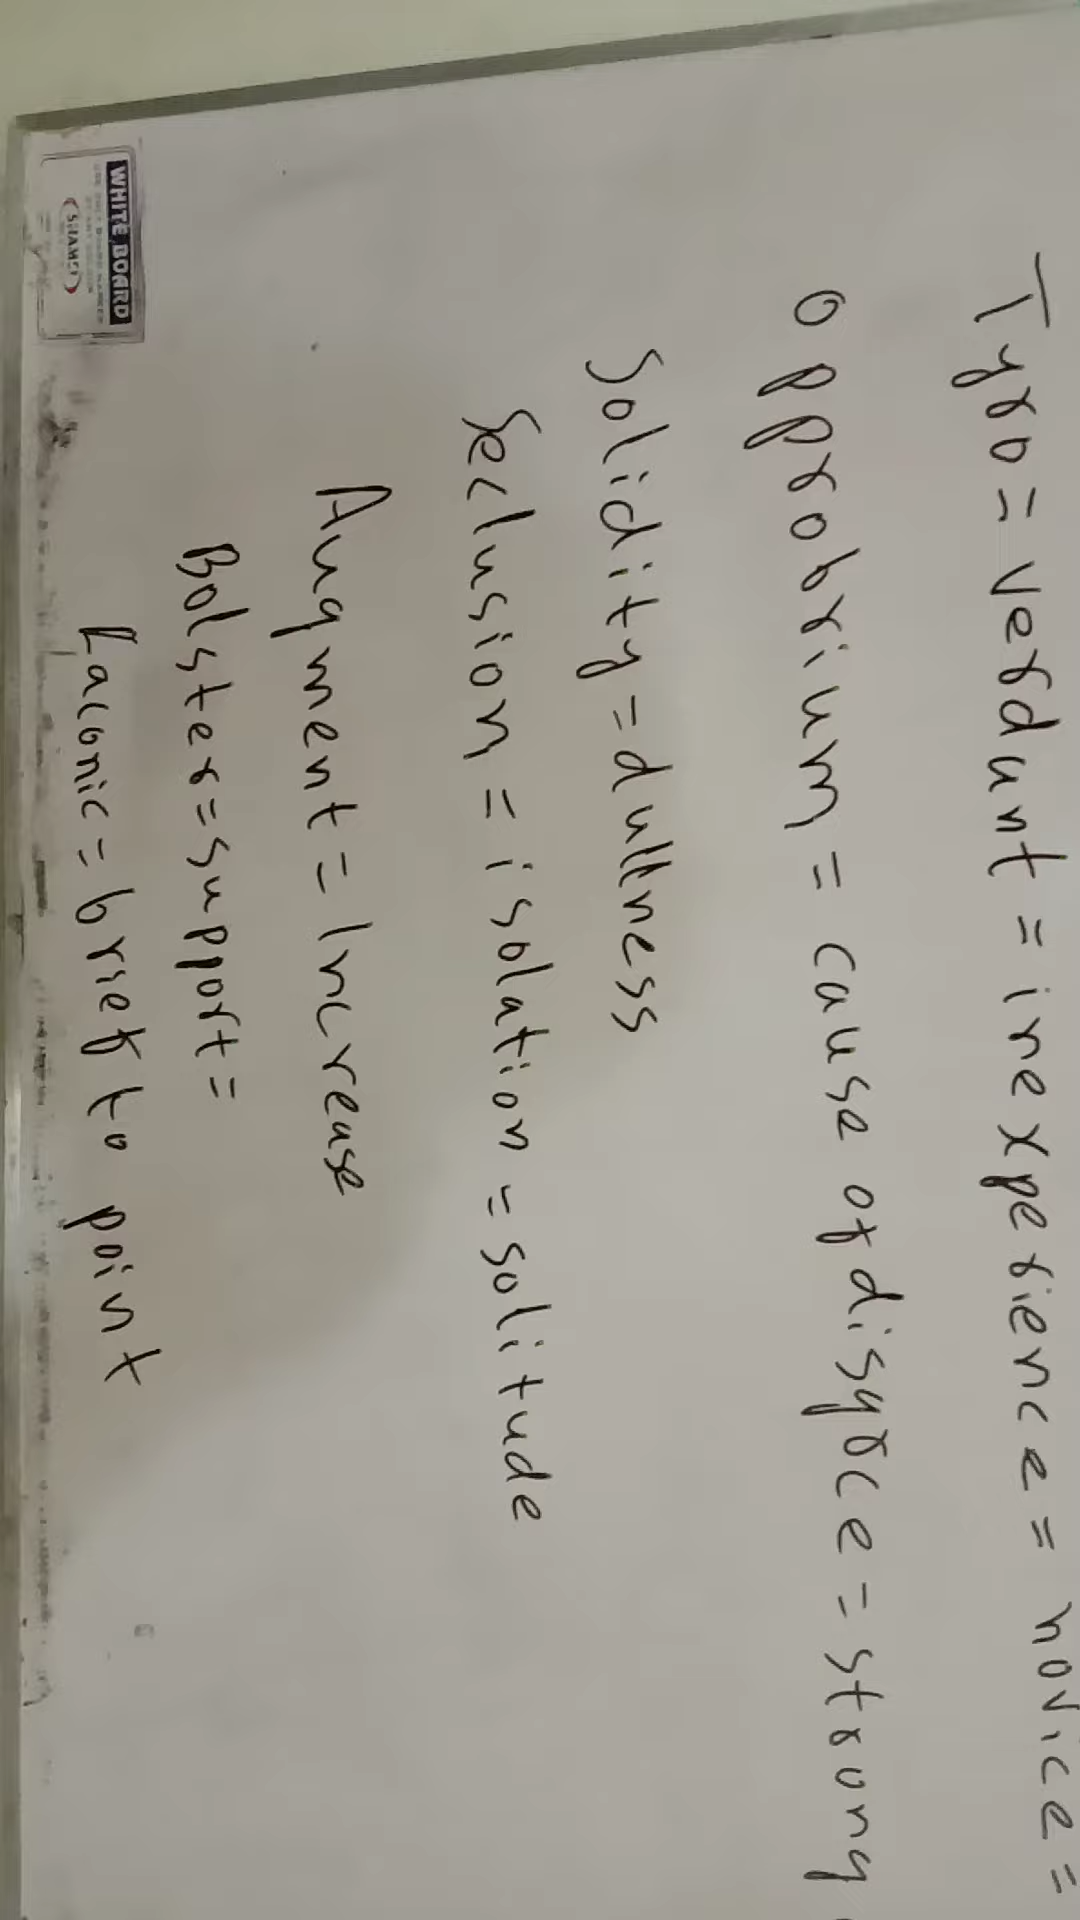 Tyro = Verdant = inexperience = novice =
Opprobrium = cause of disgrce = strong
Solidity = dullness
Seclusion = isolation = solitude
Augment = Increase
Bolster = support =
Laconic = brief to point
WHITE BOARD